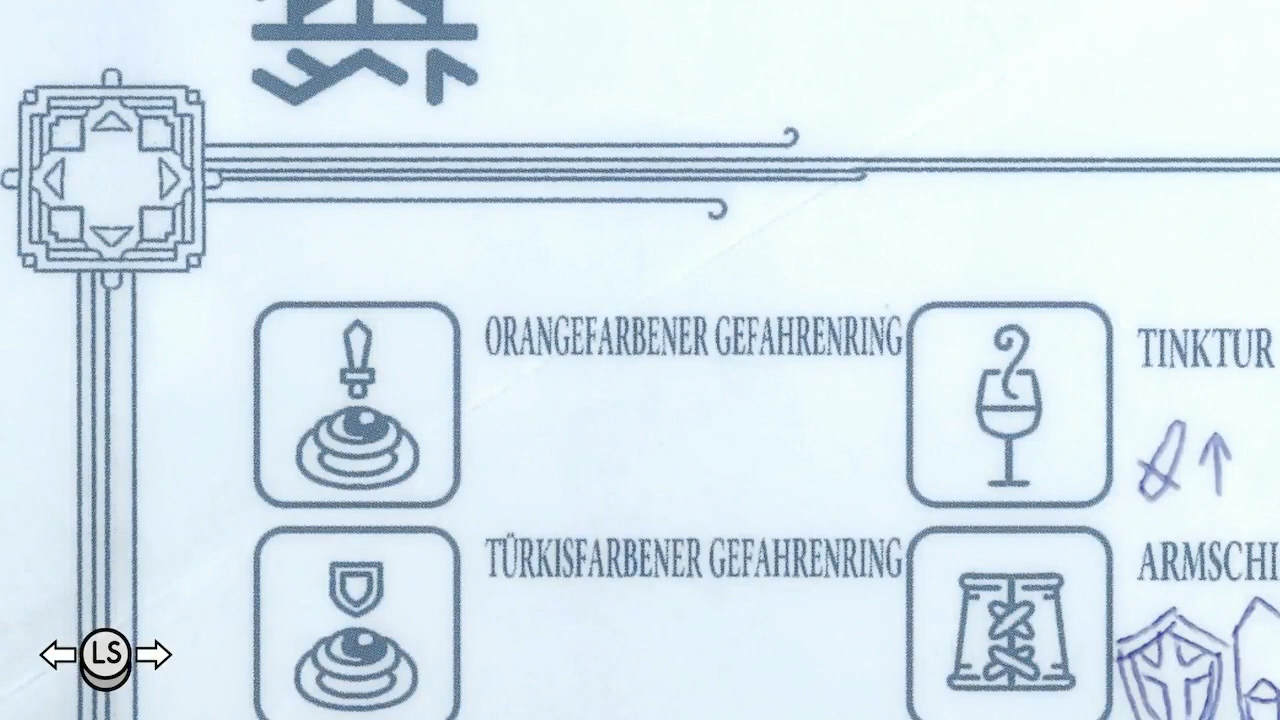 ORANGEFARBENER GEFAHRENRING
TINKTUR
TÜRKISFARBENER GEFAHRENRING
ARMSCHI
LS